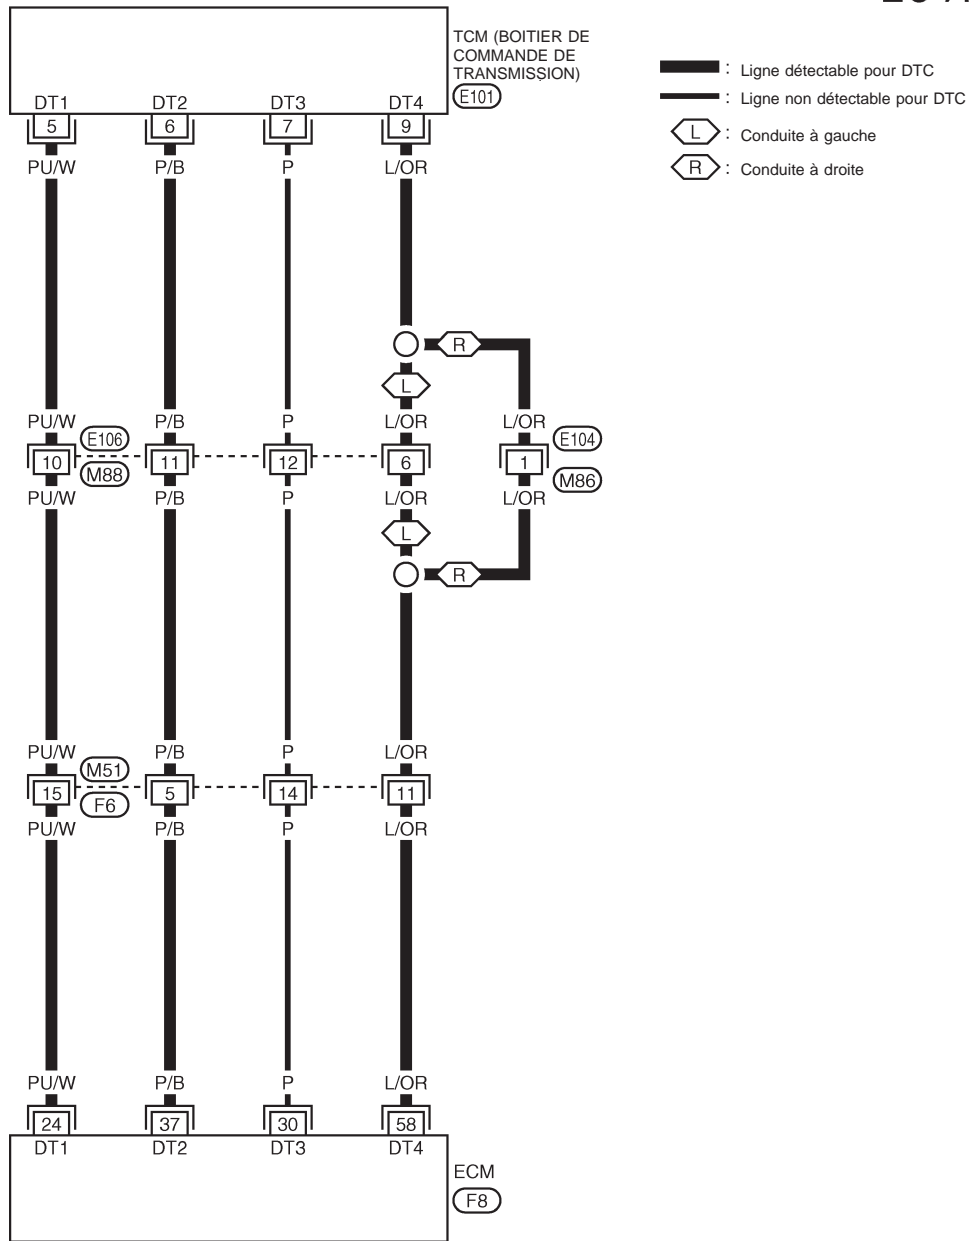 TCM (BOITIER DE
COMMANDE DE
TRANSMISSION)
E101
: Ligne détectable pour DTC
: Ligne non détectable pour DTC
L : Conduite à gauche
R : Conduite à droite
DT1 DT2 DT3 DT4
5 6 7 9
PU/W P/B P L/OR
R
L
PU/W P/B P L/OR L/OR
E106 E104
10 11 12 6 1
M88 M86
PU/W P/B P L/OR L/OR
L
R
PU/W P/B P L/OR
M51
15 5 14 11
F6
PU/W P/B P L/OR
PU/W P/B P L/OR
24 37 30 58
DT1 DT2 DT3 DT4
ECM
F8